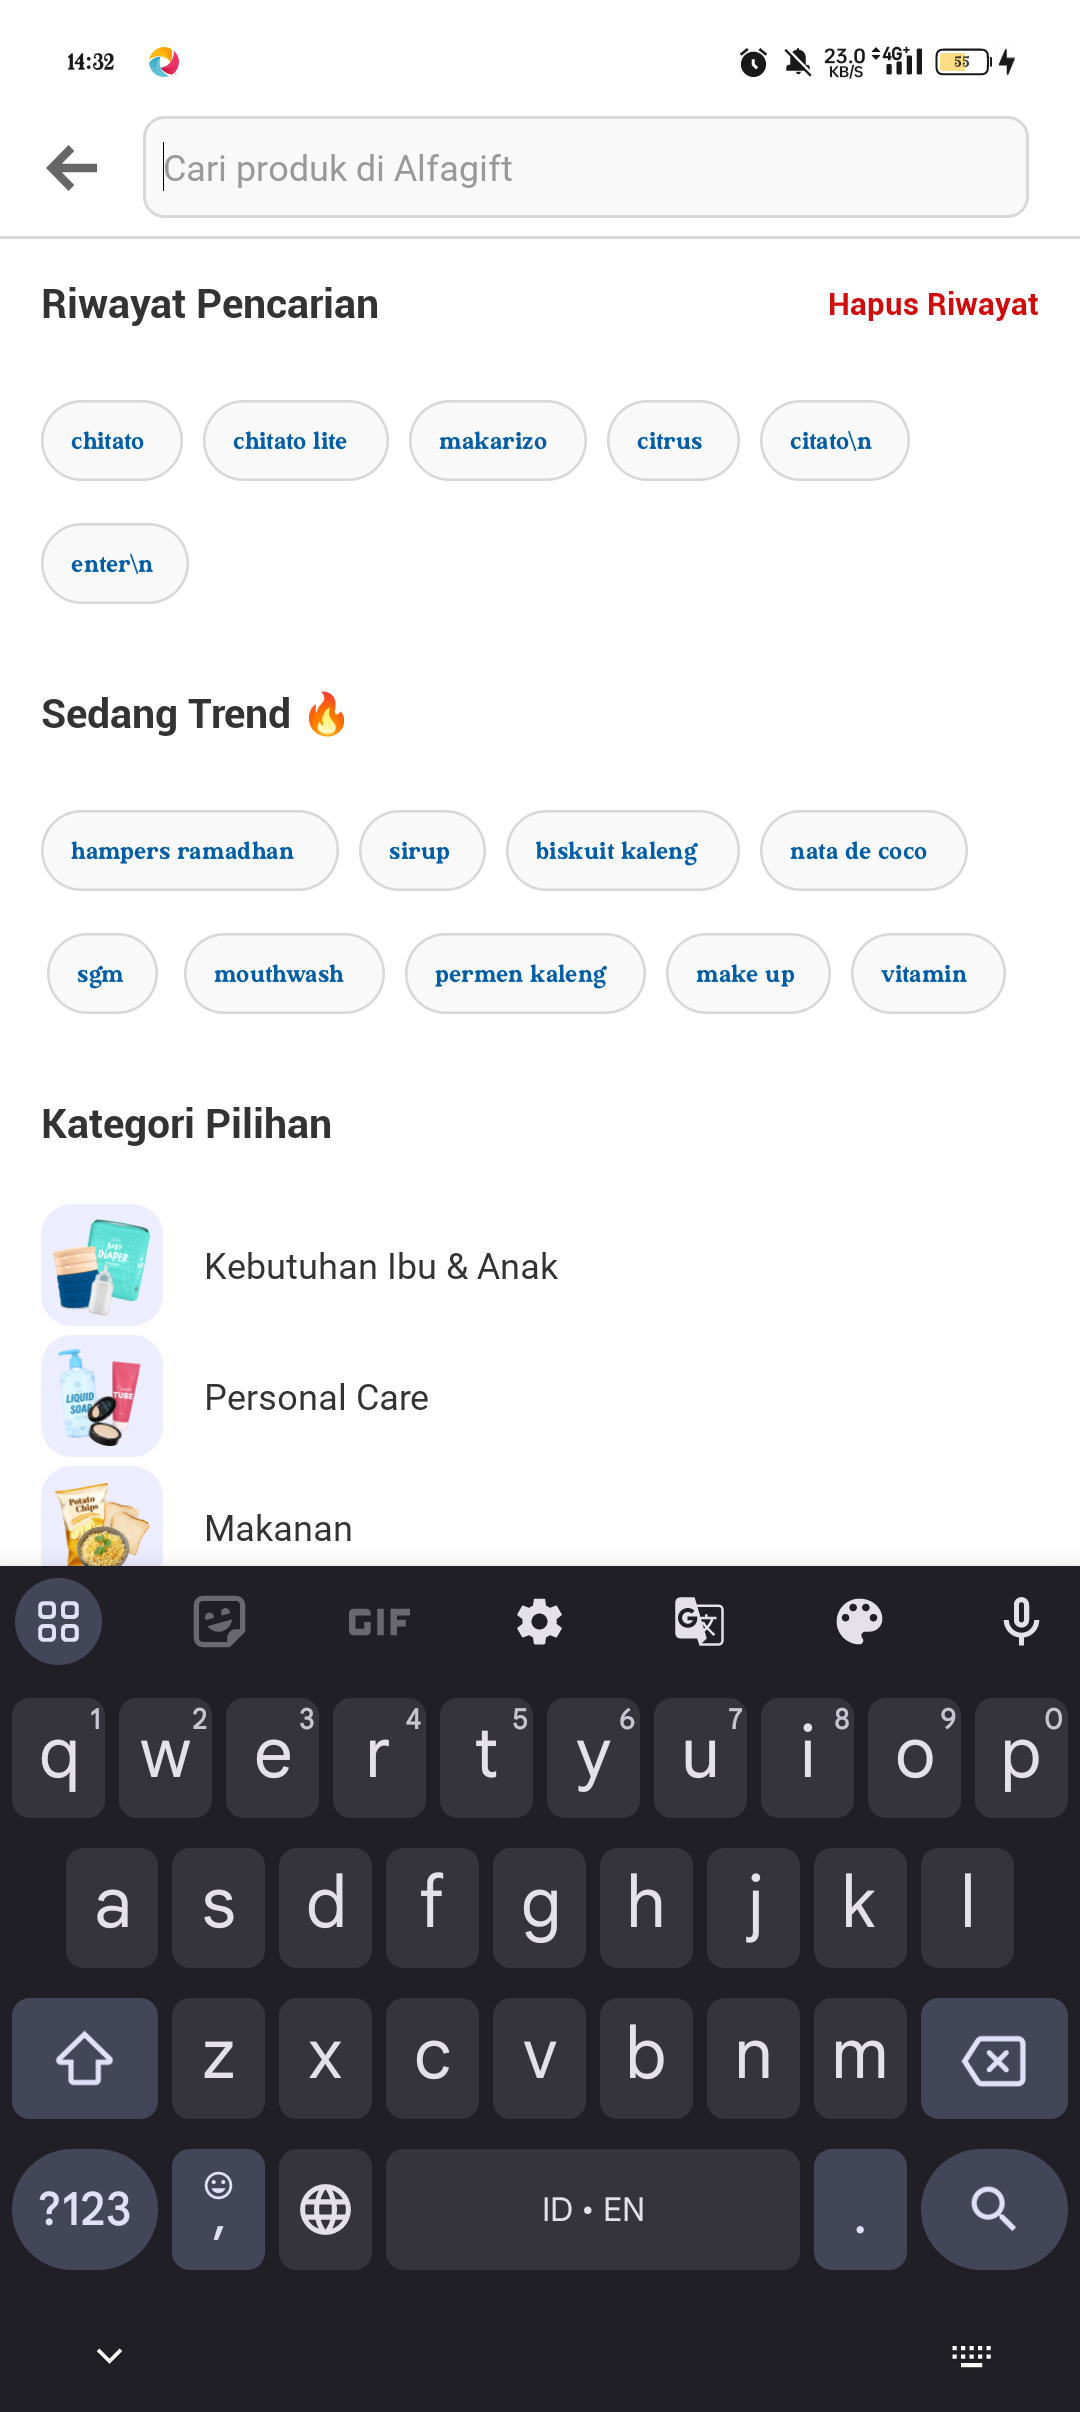 14:32
23.0 KB/S 4G+ 55
Cari produk di Alfagift
Riwayat Pencarian
Hapus Riwayat
chitato
chitato lite
makarizo
citrus
citato\n
enter\n
Sedang Trend 🔥
hampers ramadhan
sirup
biskuit kaleng
nata de coco
sgm
mouthwash
permen kaleng
make up
vitamin
Kategori Pilihan
BABY DIAPER
Kebutuhan Ibu & Anak
LIQUID SOAP
TUBE
Personal Care
Potato Chips
Makanan
GIF
G
q 1 w 2 e 3 r 4 t 5 y 6 u 7 i 8 o 9 p 0
a s d f g h j k l
z x c v b n m
?123 , ID • EN .